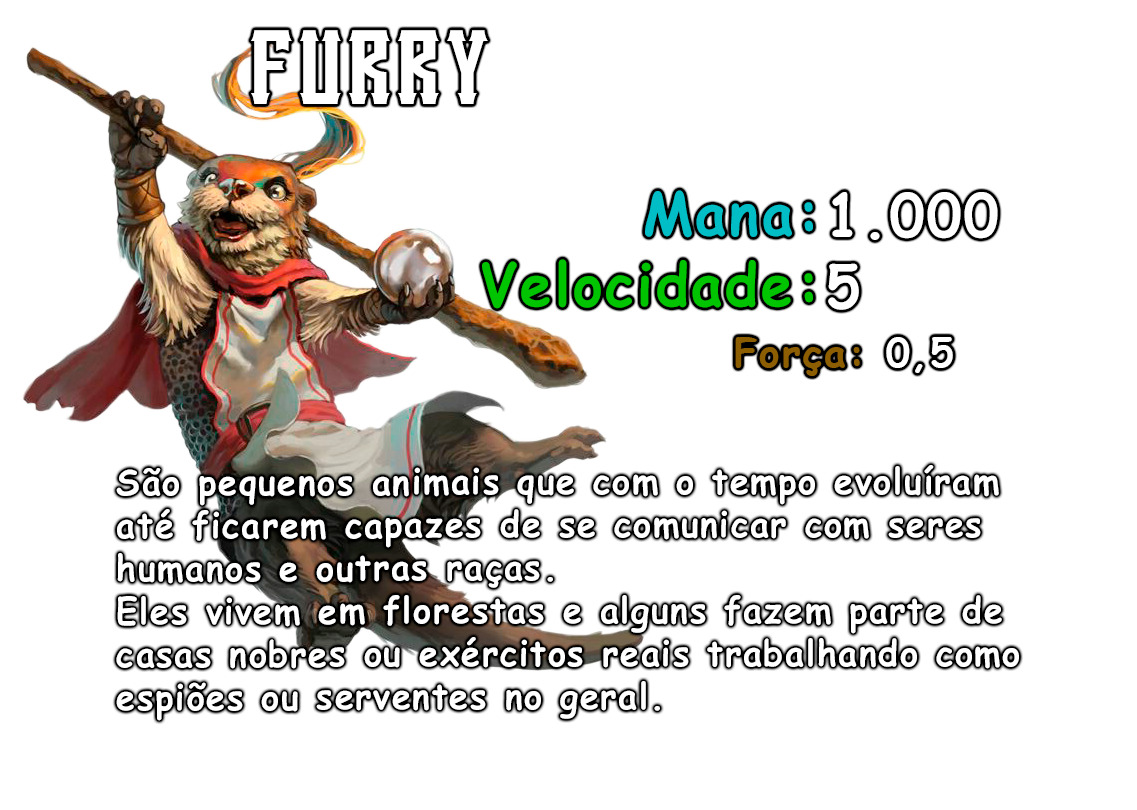 FURRY
Mana:1.000
Velocidade:5
Força: 0,5
São pequenos animais que com o tempo evoluíram
até ficarem capazes de se comunicar com seres
humanos e outras raças.
Eles vivem em florestas e alguns fazem parte de
casas nobres ou exércitos reais trabalhando como
espiões ou serventes no geral.